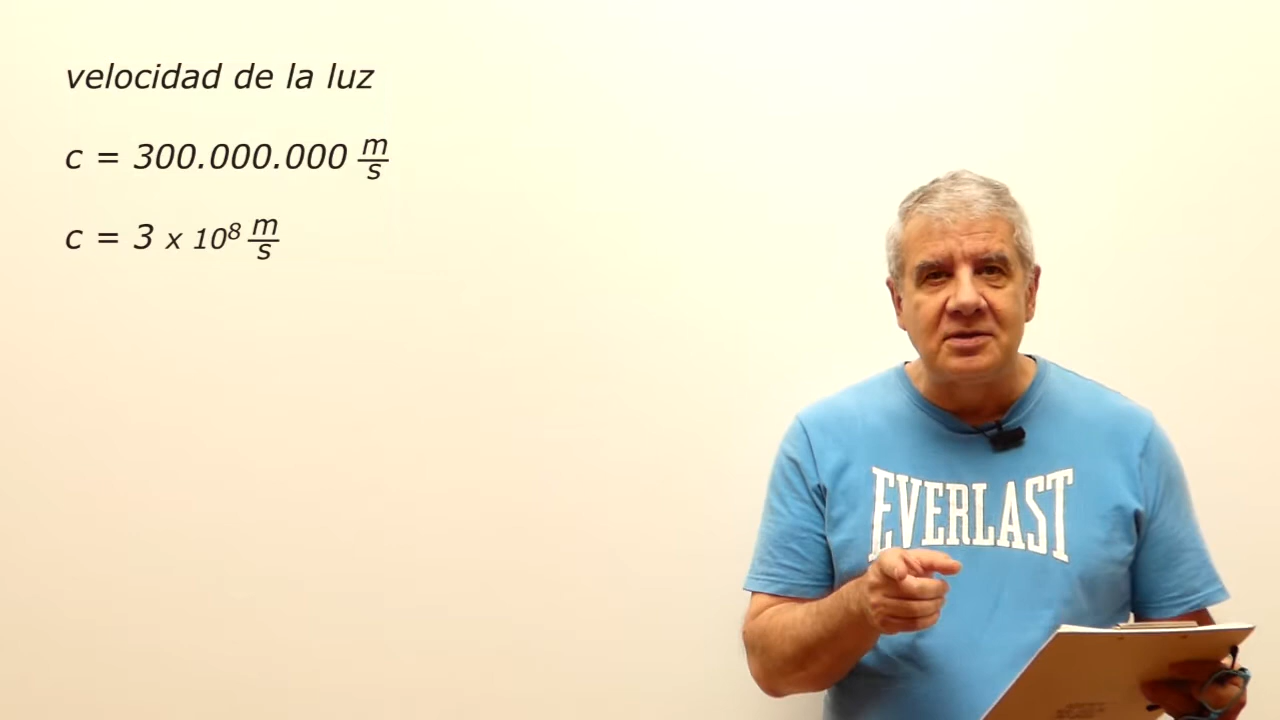 velocidad de la luz
c = 300.000.000 m/s
c = 3 x 10⁸ m/s
EVERLAST